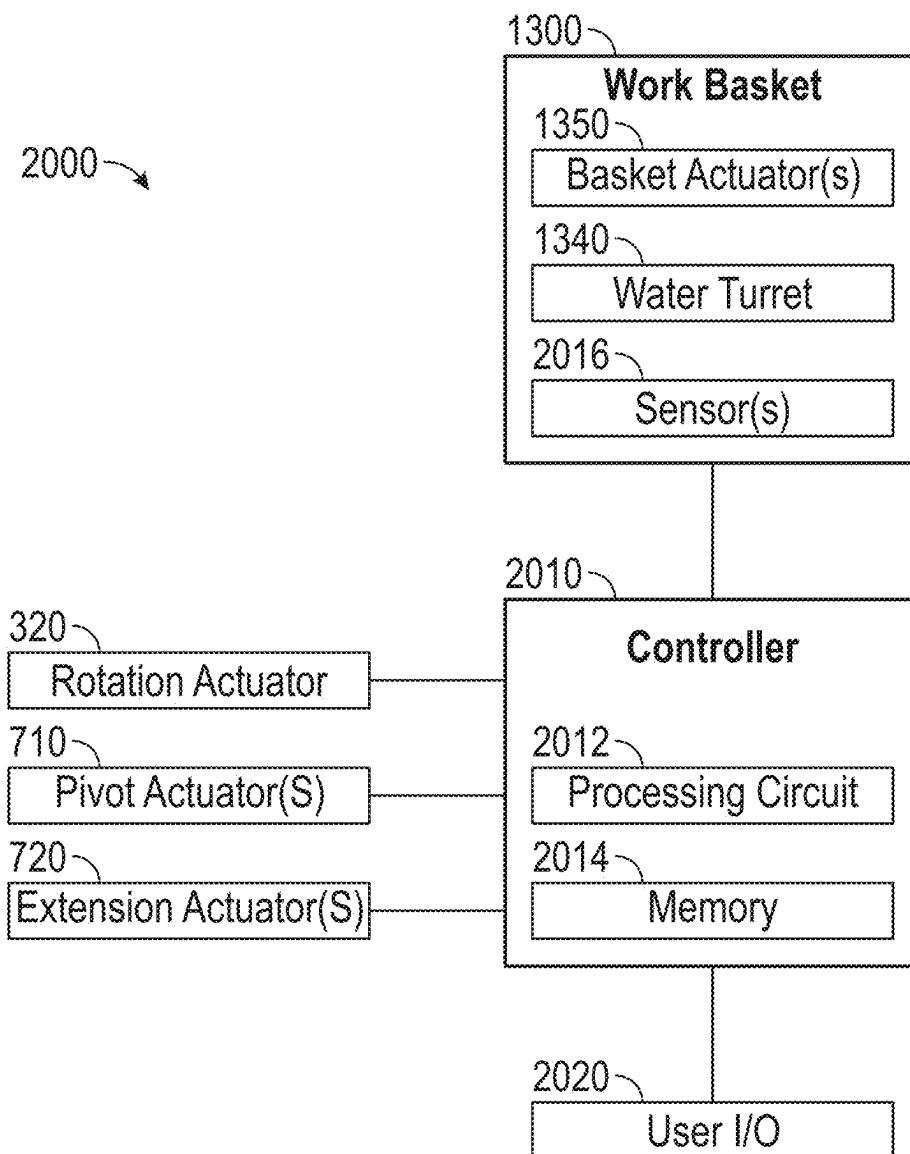 1300
Work Basket
1350
Basket Actuator(s)
2000
1340
Water Turret
2016
Sensor(s)
2010
Controller
320
Rotation Actuator
2012
Processing Circuit
710
Pivot Actuator(S)
2014
Memory
720
Extension Actuator(S)
2020
User I/O